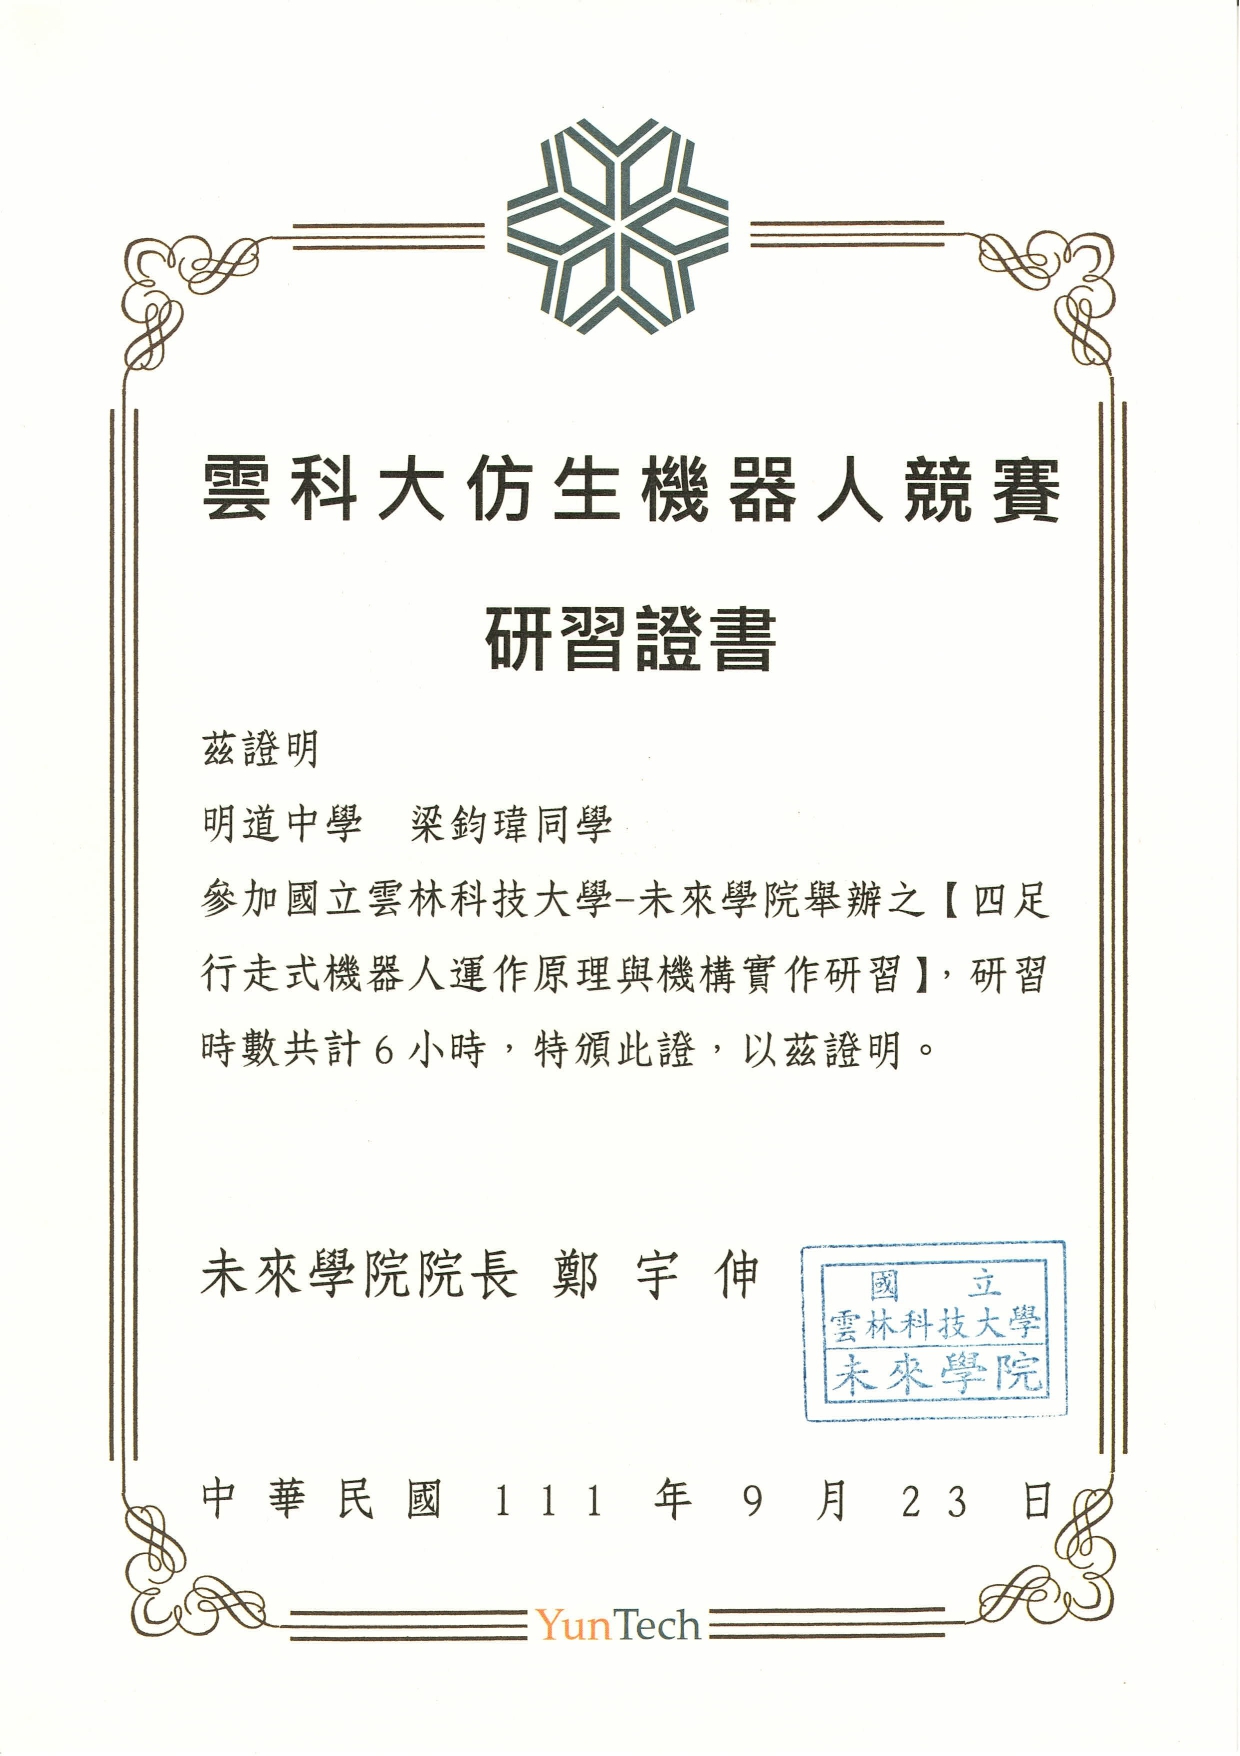 雲科大仿生機器人競賽
研習證書
茲證明
明道中學　梁鈞瑋同學
參加國立雲林科技大學–未來學院舉辦之【四足
行走式機器人運作原理與機構實作研習】，研習
時數共計6小時，特頒此證，以茲證明。
未來學院院長 鄭宇伸
國立
雲林科技大學
未來學院
中華民國 111 年 9 月 23 日
YunTech